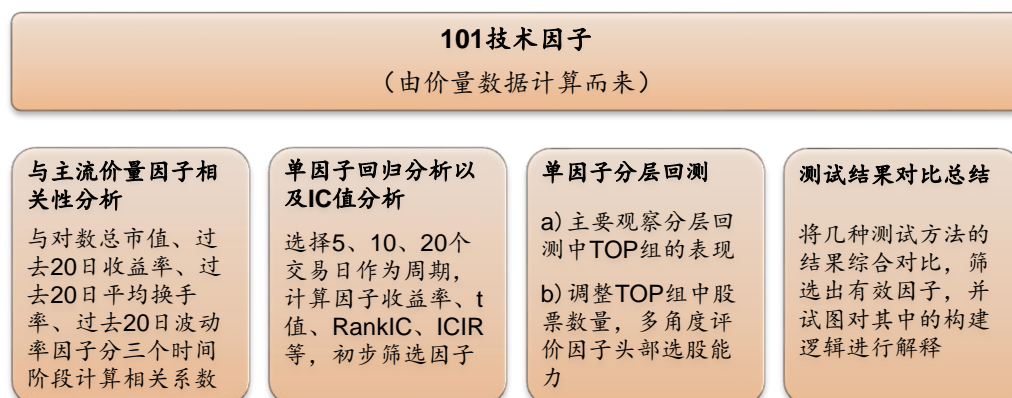 101技术因子
（由价量数据计算而来）
与主流价量因子相
关性分析
与对数总市值、过
去20日收益率、过
去20日平均换手
率、过去20日波动
率因子分三个时间
阶段计算相关系数
单因子回归分析以
及IC值分析
选择5、10、20个
交易日作为周期，
计算因子收益率、t
值、RankIC、ICIR
等，初步筛选因子
单因子分层回测
a)主要观察分层回
测中TOP组的表现
b)调整TOP组中股
票数量，多角度评
价因子头部选股能
力
测试结果对比总结
将几种测试方法的
结果综合对比，筛
选出有效因子，并
试图对其中的构建
逻辑进行解释